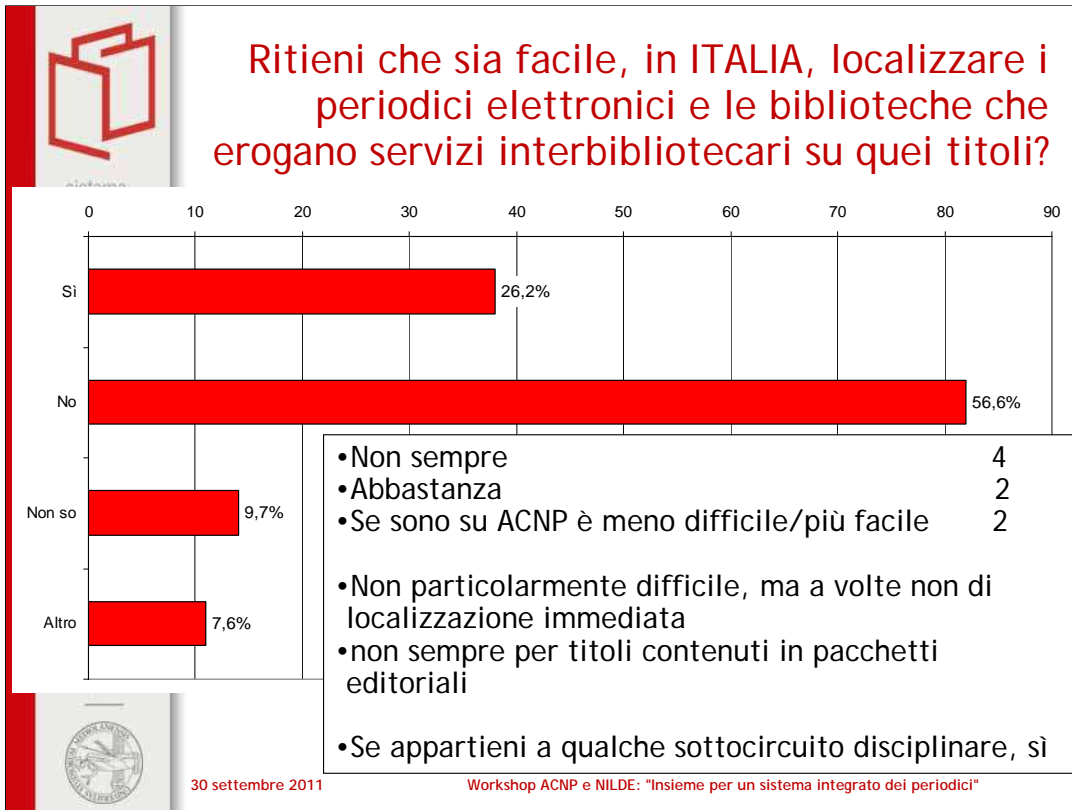 Ritieni che sia facile, in ITALIA, localizzare i
periodici elettronici e le biblioteche che
erogano servizi interbibliotecari su quei titoli?
0 10 20 30 40 50 60 70 80 90
Sì 26,2%
No 56,6%
Non so 9,7%
Altro 7,6%
•Non sempre 4
•Abbastanza 2
•Se sono su ACNP è meno difficile/più facile 2
•Non particolarmente difficile, ma a volte non di
localizzazione immediata
•non sempre per titoli contenuti in pacchetti
editoriali
•Se appartieni a qualche sottocircuito disciplinare, sì
30 settembre 2011 Workshop ACNP e NILDE: "Insieme per un sistema integrato dei periodici"